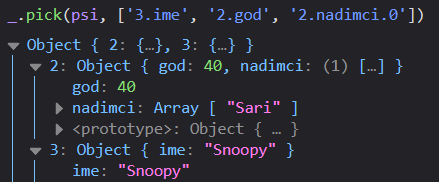 _.pick(psi, ['3.ime', '2.god', '2.nadimci.0'])
Object { 2: {…}, 3: {…} }
2: Object { god: 40, nadimci: (1) […] }
god: 40
nadimci: Array [ "Sari" ]
<prototype>: Object { … }
3: Object { ime: "Snoopy" }
ime: "Snoopy"